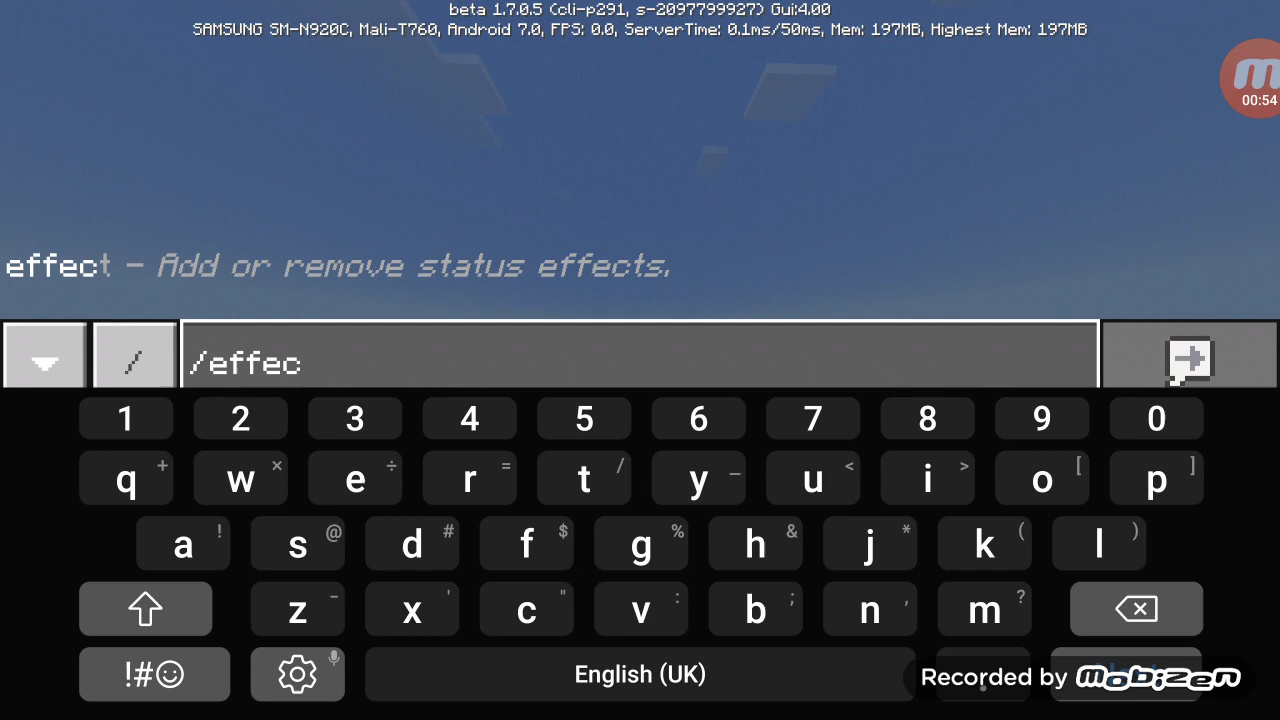 beta 1.7.0.5 (cli-p291, s-2097799927) Gui:4.00
SAMSUNG SM-N920C, Mali-T760, Android 7.0, FPS: 0.0, ServerTime: 0.1ms/50ms, Mem: 197MB, Highest Mem: 197MB
m
00:54
effect - Add or remove status effects.
/ /effec
1 2 3 4 5 6 7 8 9 0
q + w × e ÷ r = t / y _ u < i > o [ p ]
a ! s @ d # f $ g % h & j * k ( l )
z - x ' c " v : b ; n , m ?
!#☺ English (UK) .
Recorded by mobizen